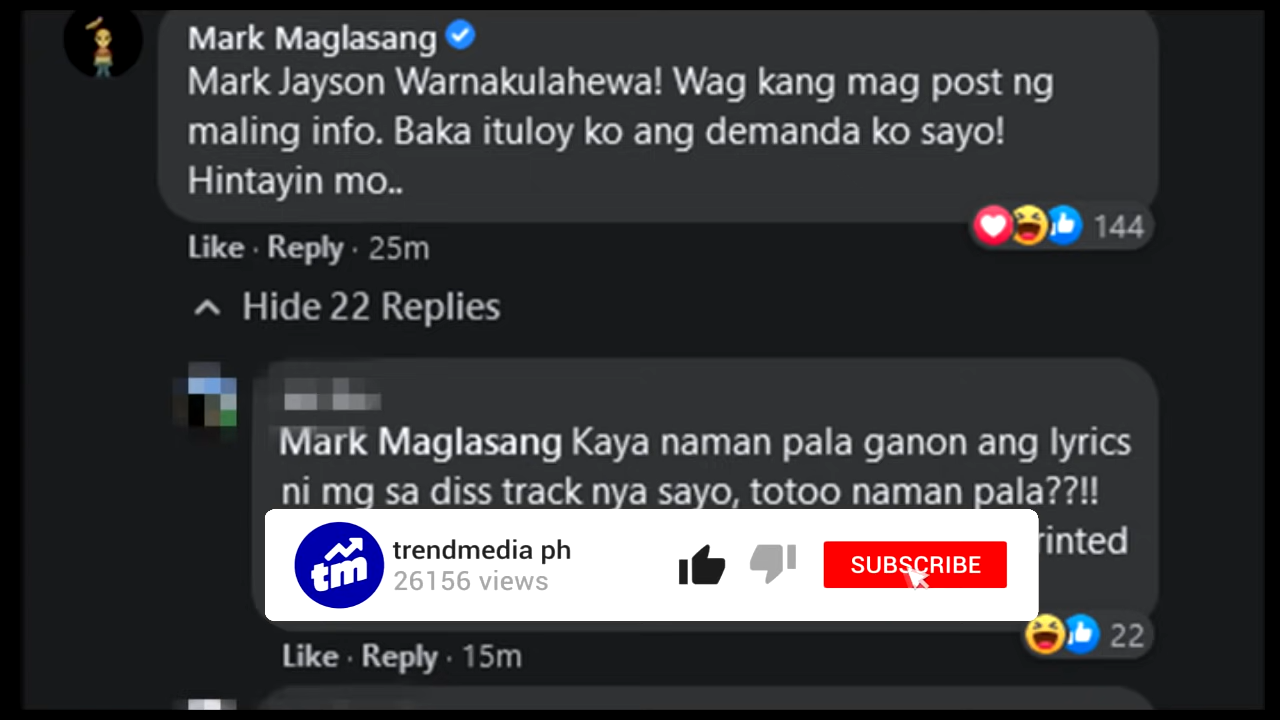 Mark Maglasang
Mark Jayson Warnakulahewa! Wag kang mag post ng
maling info. Baka ituloy ko ang demanda ko sayo!
Hintayin mo..
144
Like · Reply · 25m
Hide 22 Replies
Mark Maglasang Kaya naman pala ganon ang lyrics
ni mg sa diss track nya sayo, totoo naman pala??!!
tm
trendmedia ph
26156 views
SUBSCRIBE
22
Like · Reply · 15m